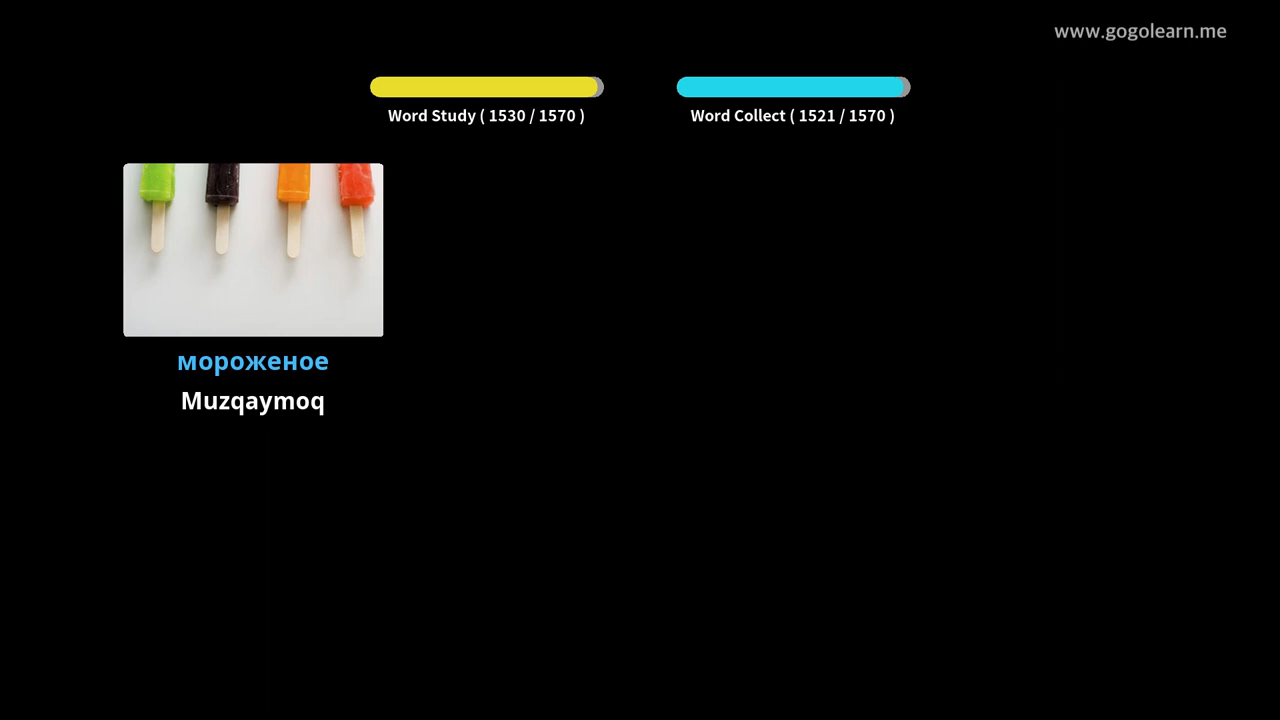 www.gogolearn.me
Word Study ( 1530 / 1570 )
Word Collect ( 1521 / 1570 )
мороженое
Muzqaymoq